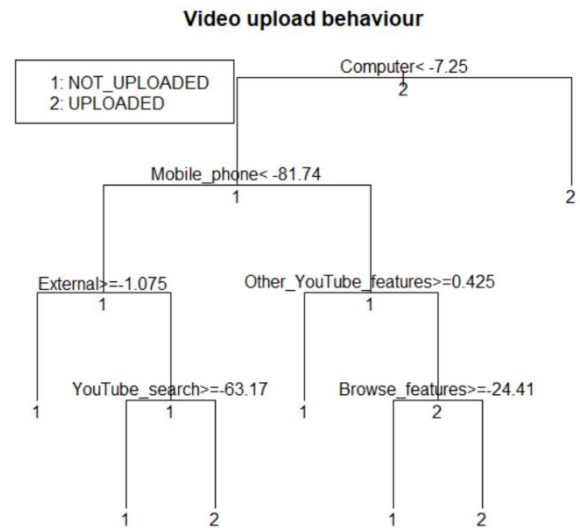 Video upload behaviour
1: NOT_UPLOADED
2: UPLOADED
Computer< -7.25
2
Mobile_phone< -81.74
1
2
External>=-1.075
Other_YouTube_features>=0.425
1
1
YouTube_search>=-63.17
Browse_features>=-24.41
1
1
1
2
1
2
1
2